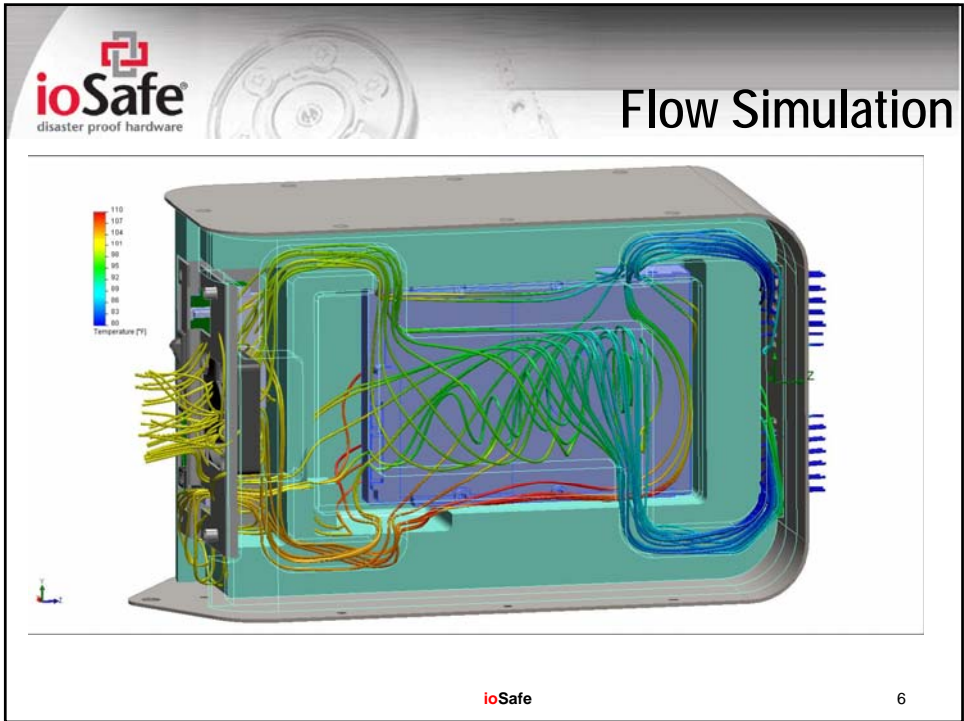 ioSafe®
disaster proof hardware
Flow Simulation
110
107
104
101
98
95
92
89
86
83
80
Temperature [°F]
Z
Y
Z
ioSafe
6